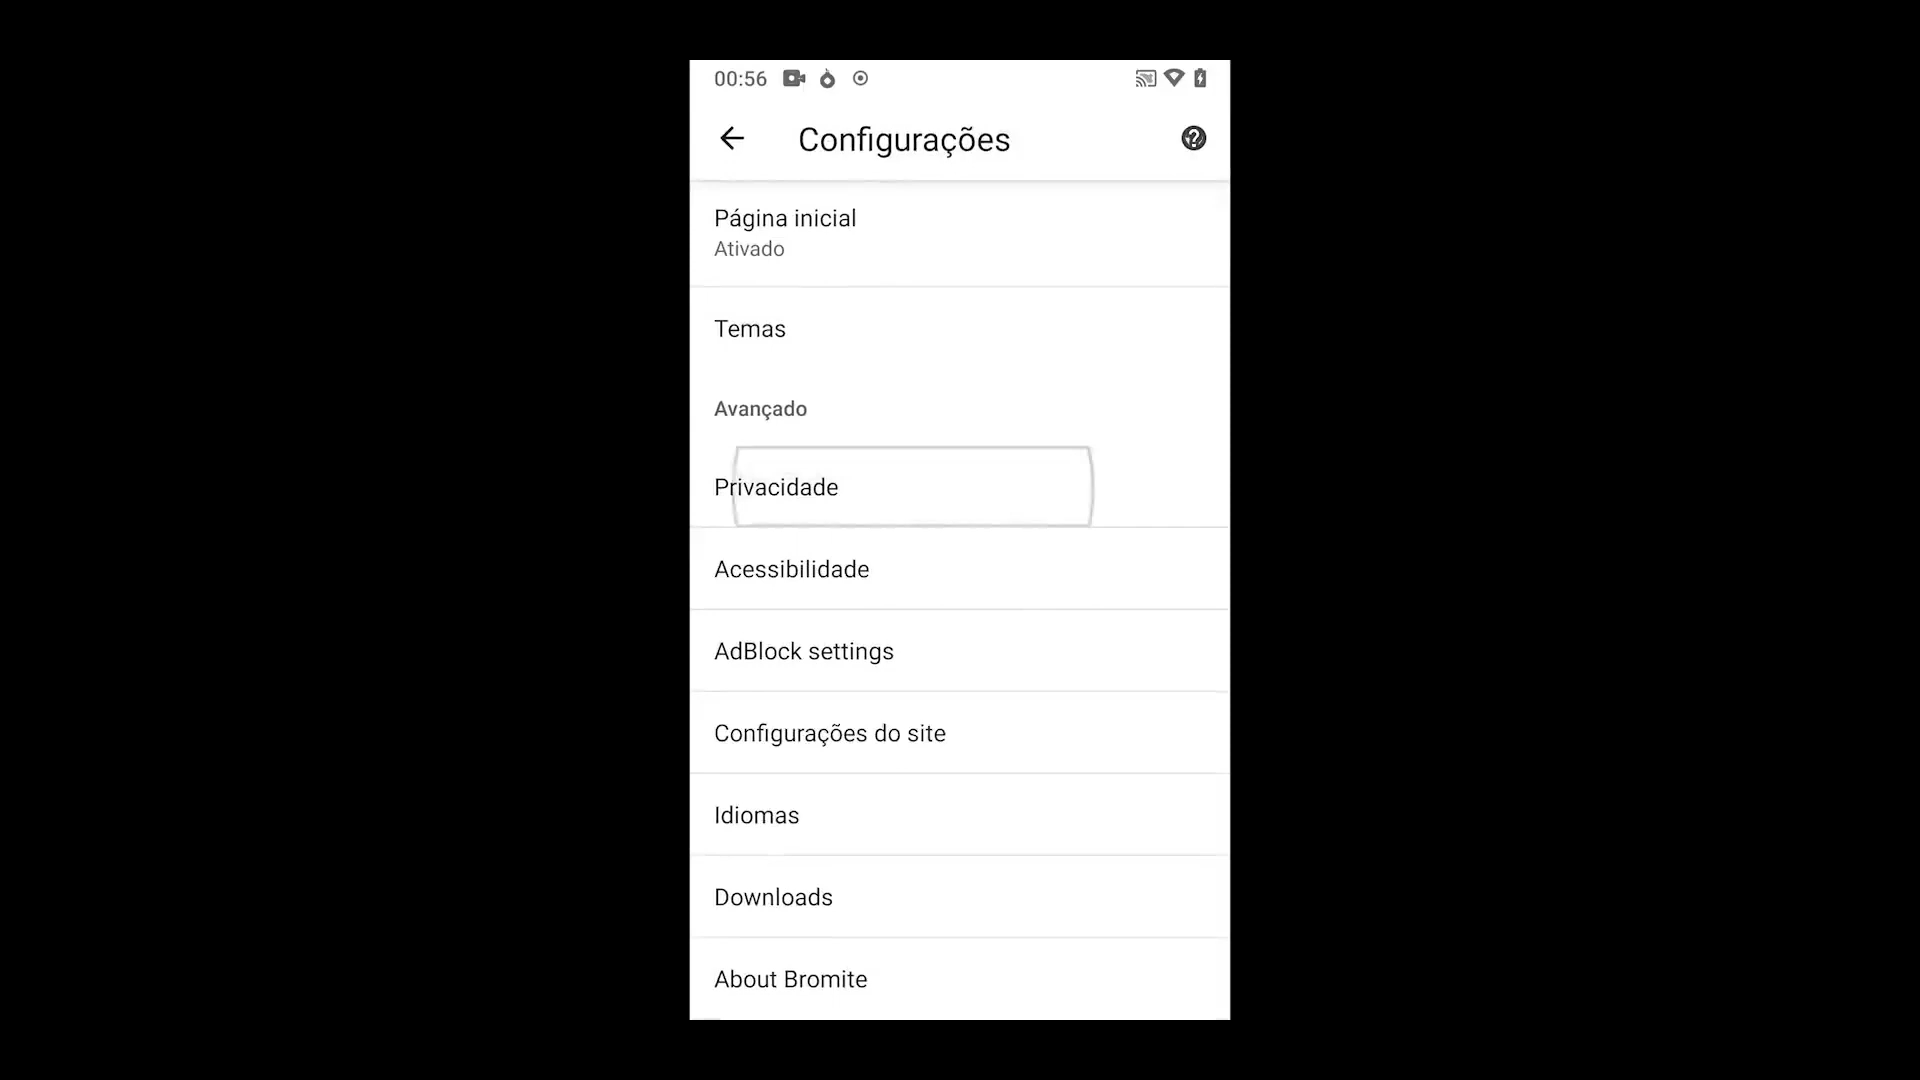 00:56
Configurações
Página inicial
Ativado
Temas
Avançado
Privacidade
Acessibilidade
AdBlock settings
Configurações do site
Idiomas
Downloads
About Bromite